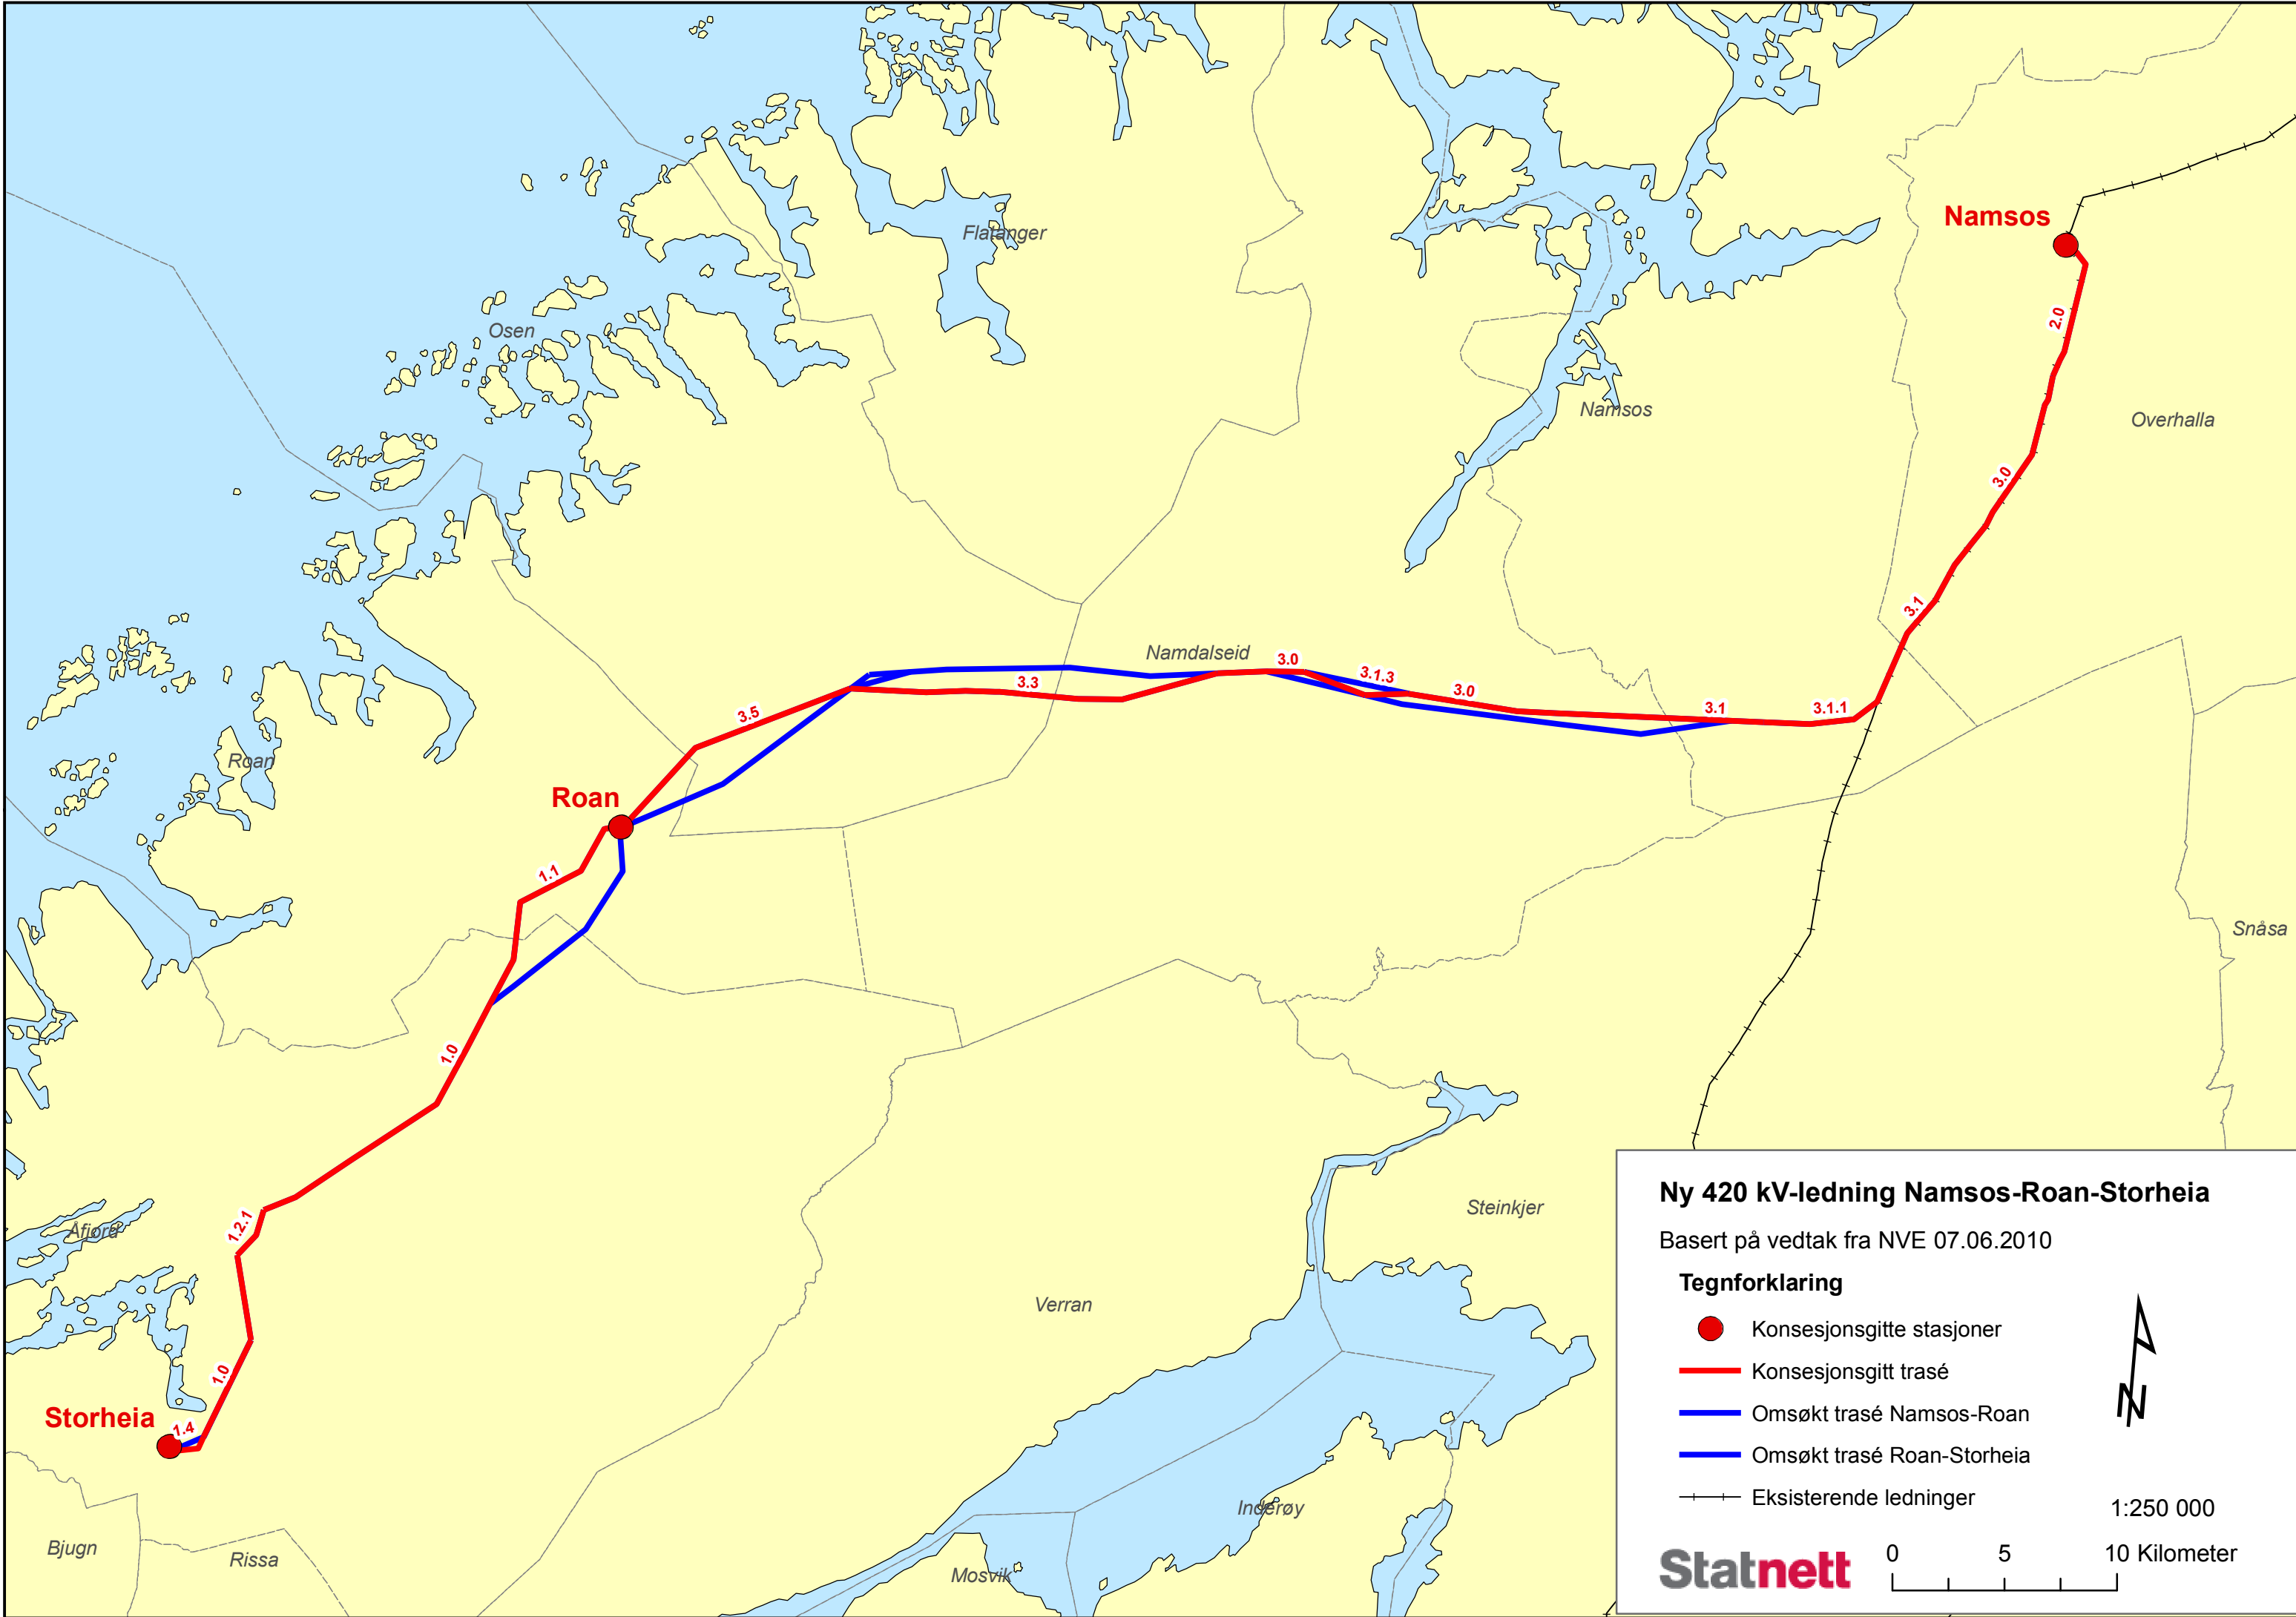 Namsos
Flatanger
Osen
Namsos
Overhalla
2.0
3.0
3.1
Namdalseid
3.0
3.1.3
3.3
3.0
3.1
3.1.1
3.5
Roan
Roan
1.1
Snåsa
1.0
Åfjord
1.2.1
Steinkjer
Verran
1.0
Storheia
1.4
Inderøy
Bjugn
Rissa
Mosvik
Ny 420 kV-ledning Namsos-Roan-Storheia
Basert på vedtak fra NVE 07.06.2010
Tegnforklaring
Konsesjonsgitte stasjoner
Konsesjonsgitt trasé
Omsøkt trasé Namsos-Roan
Omsøkt trasé Roan-Storheia
Eksisterende ledninger
N
1:250 000
0 5 10 Kilometer
Statnett